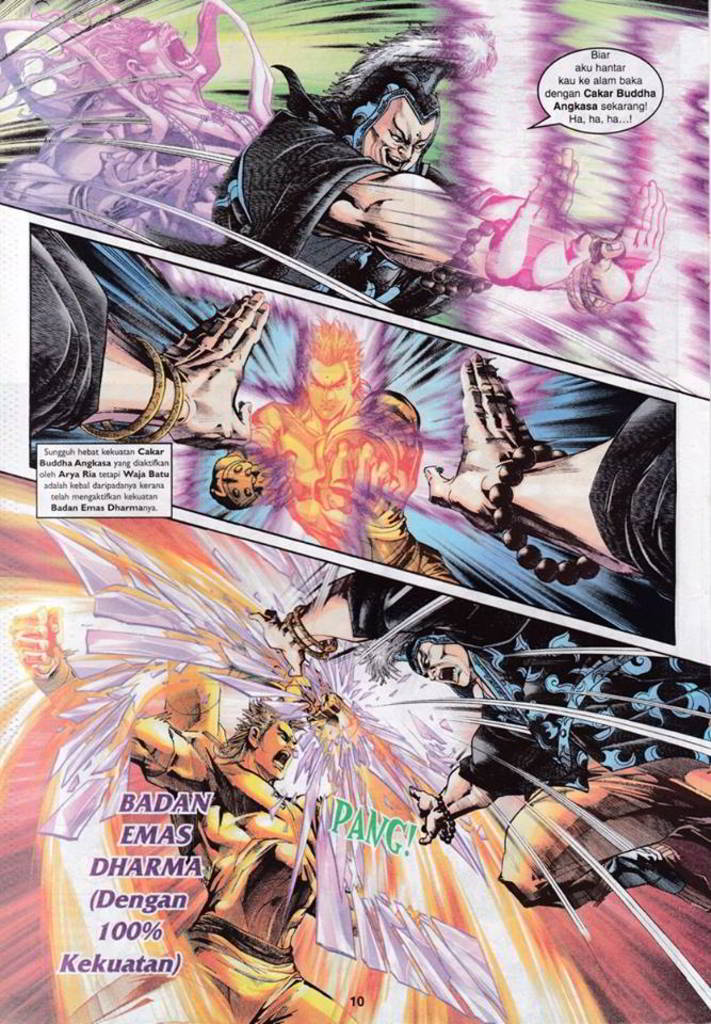 Biar
aku hantar
kau ke alam baka
dengan Cakar Buddha
Angkasa sekarang!
Ha, ha, ha...!
Sungguh hebat kekuatan Cakar
Buddha Angkasa yang diaktifkan
oleh Arya Ria tetapi Waja Batu
adalah kebal daripadanya kerana
telah mengaktifkan kekuatan
Badan Emas Dharmanya.
BADAN
EMAS
DHARMA
(Dengan
100%
Kekuatan)
PANG!
10